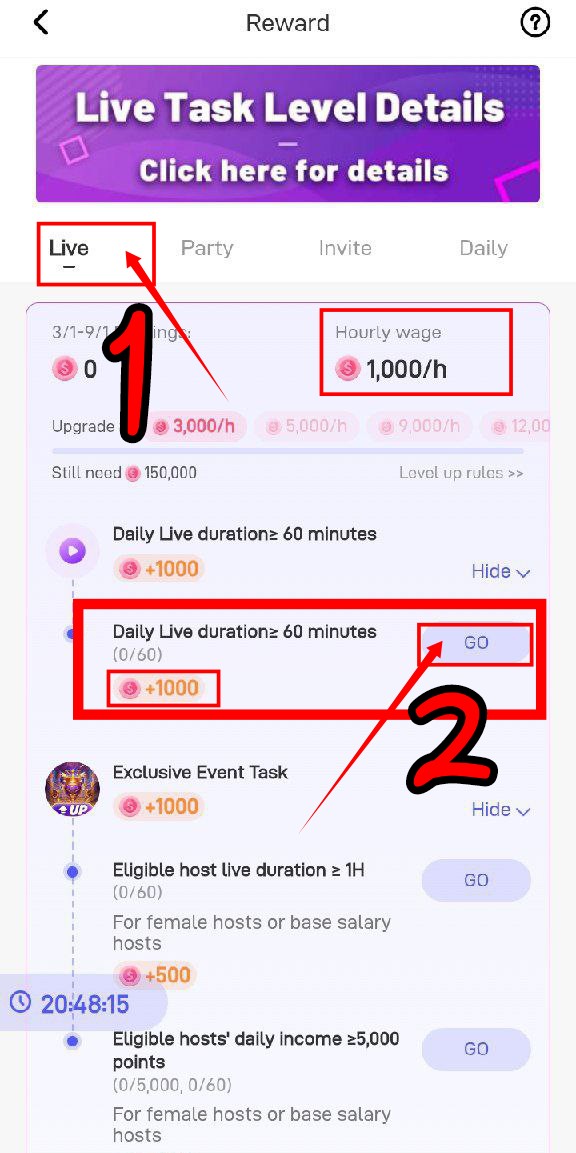 Reward
Live Task Level Details
Click here for details
Live Party Invite Daily
1
3/1-9/1
Hourly wage
0
1,000/h
Upgrade 3,000/h 5,000/h 9,000/h 12,00
Still need 150,000
Level up rules >>
Daily Live duration≥ 60 minutes
+1000
Hide
Daily Live duration≥ 60 minutes
(0/60)
GO
+1000
2
Exclusive Event Task
UP
+1000
Hide
Eligible host live duration ≥ 1H
(0/60)
GO
For female hosts or base salary
hosts
+500
20:48:15
Eligible hosts' daily income ≥5,000
points
GO
(0/5,000, 0/60)
For female hosts or base salary
hosts